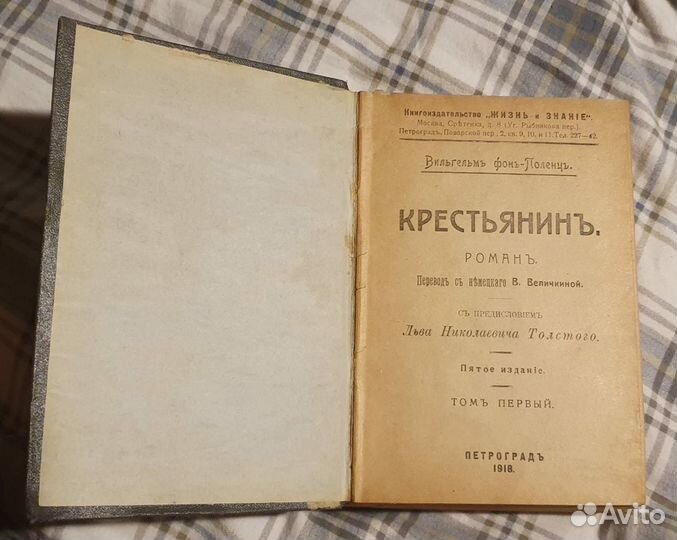 Книгоиздательство „ЖИЗНЬ и ЗНАНІЕ“.
Москва, Срѣтенка, д. 8 (Уг. Рыбникова пер.).
Петроградъ, Поварской пер., 2, кв. 9, 10, и 11. Тел. 227—42.
Вильгельмъ фонъ-Поленцъ.
КРЕСТЬЯНИНЪ.
РОМАНЪ.
Переводъ съ нѣмецкаго В. Величкиной.
СЪ ПРЕДИСЛОВІЕМЪ
Льва Николаевича Толстого.
Пятое изданіе.
ТОМЪ ПЕРВЫЙ.
ПЕТРОГРАДЪ
1918.
Avito